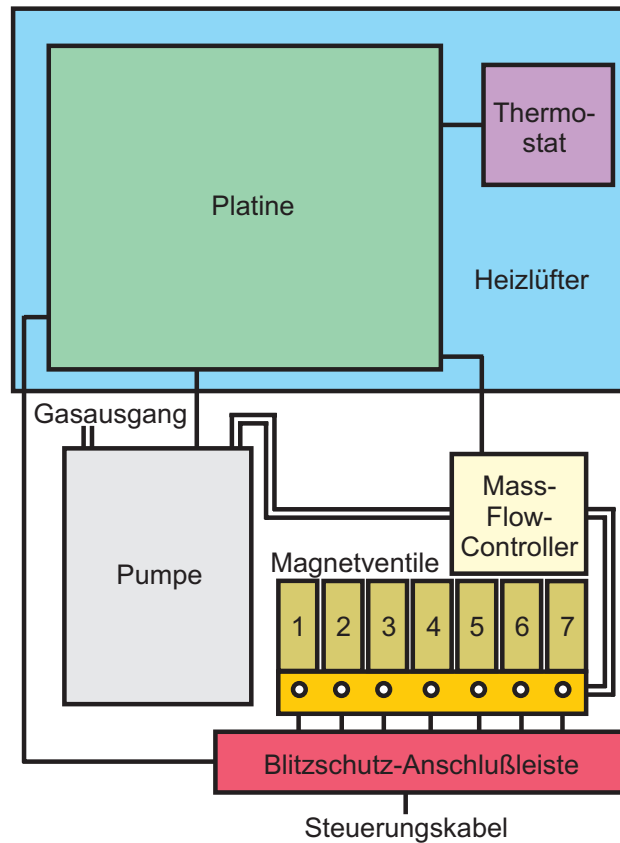 Platine
Thermo-
stat
Heizlüfter
Gasausgang
Mass-
Flow-
Controller
Pumpe
Magnetventile
1 2 3 4 5 6 7
Blitzschutz-Anschlußleiste
Steuerungskabel